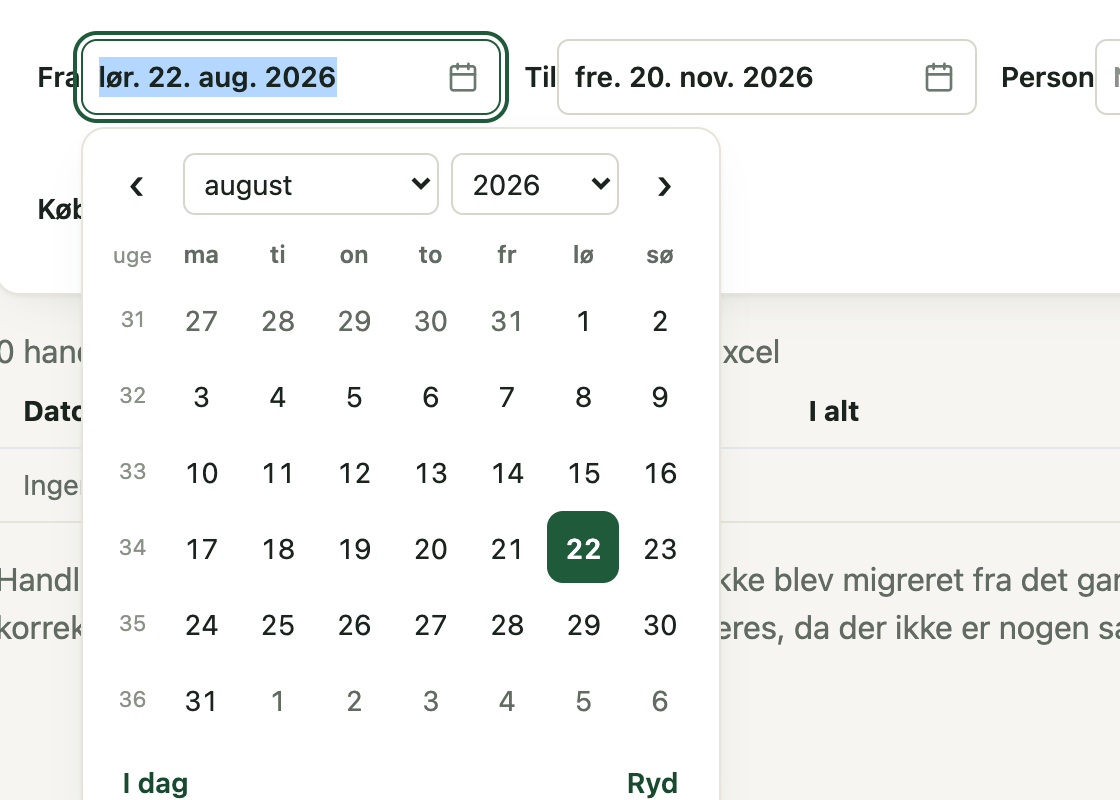 Fra lør. 22. aug. 2026 Til fre. 20. nov. 2026 Person
‹ august 2026 ›
Køb
uge ma ti on to fr lø sø
31 27 28 29 30 31 1 2
0 xcel
32 3 4 5 6 7 8 9
I alt
33 10 11 12 13 14 15 16
34 17 18 19 20 21 22 23
kke blev migreret fra det
35 24 25 26 27 28 29 30
eres, da der ikke er nogen
36 31 1 2 3 4 5 6
I dag Ryd